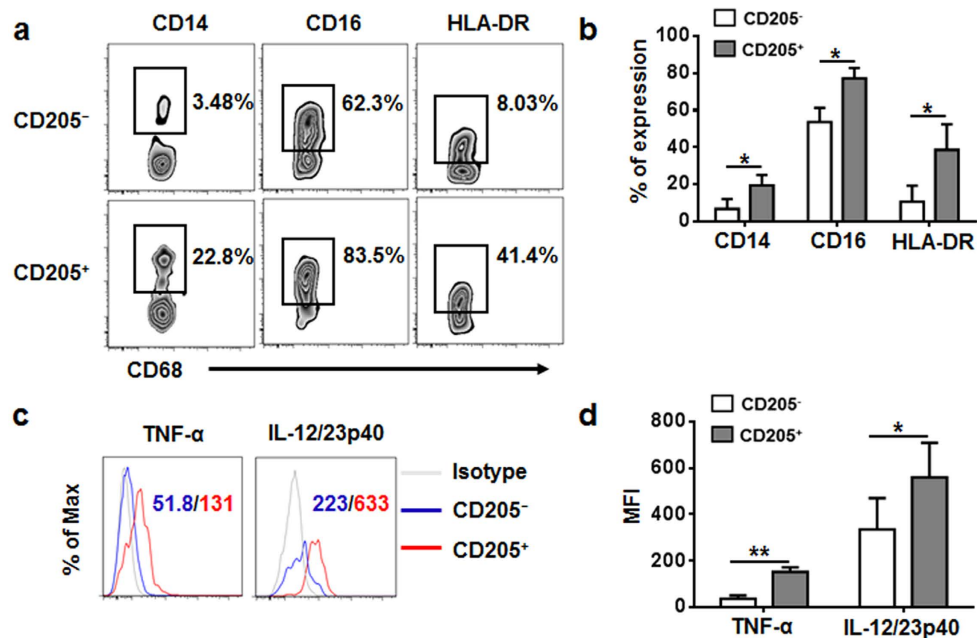 a
CD14 CD16 HLA-DR
CD205⁻ 3.48% 62.3% 8.03%
CD205⁺ 22.8% 83.5% 41.4%
CD68
b
CD205⁻
CD205⁺
% of expression
100
80
60
40
20
0
* * *
CD14 CD16 HLA-DR
c
TNF-α IL-12/23p40
% of Max
51.8/131 223/633
Isotype
CD205⁻
CD205⁺
d
CD205⁻
CD205⁺
MFI
800
600
400
200
0
** *
TNF-α IL-12/23p40